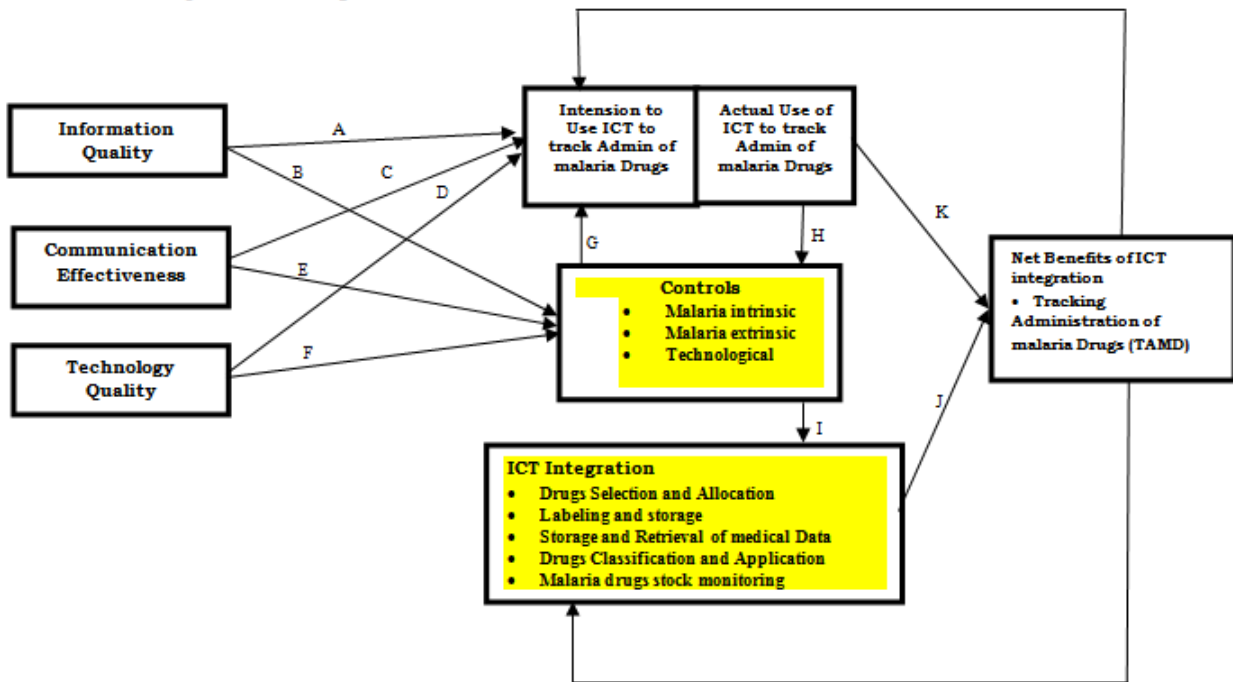 Information
Quality
Communication
Effectiveness
Technology
Quality
A
B
C
D
E
F
Intension to
Use ICT to
track Admin of
malaria Drugs
Actual Use of
ICT to track
Admin of
malaria Drugs
G
H
K
Controls
• Malaria intrinsic
• Malaria extrinsic
• Technological
I
J
ICT Integration
• Drugs Selection and Allocation
• Labeling and storage
• Storage and Retrieval of medical Data
• Drugs Classification and Application
• Malaria drugs stock monitoring
Net Benefits of ICT
integration
• Tracking
Administration of
malaria Drugs (TAMD)